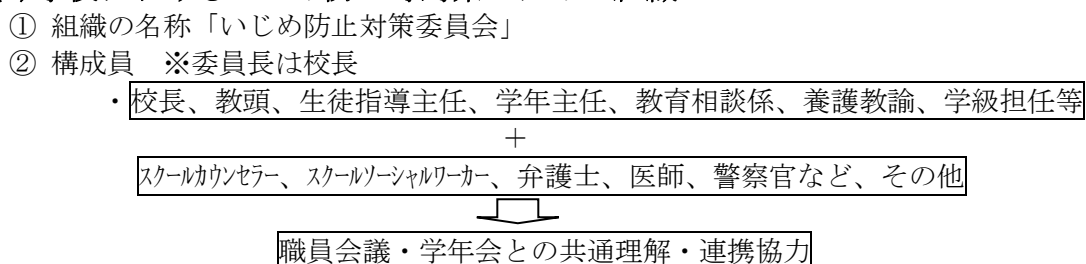 ① 組織の名称「いじめ防止対策委員会」
② 構成員　※委員長は校長
・校長、教頭、生徒指導主任、学年主任、教育相談係、養護教諭、学級担任等
＋
スクールカウンセラー、スクールソーシャルワーカー、弁護士、医師、警察官など、その他
職員会議・学年会との共通理解・連携協力